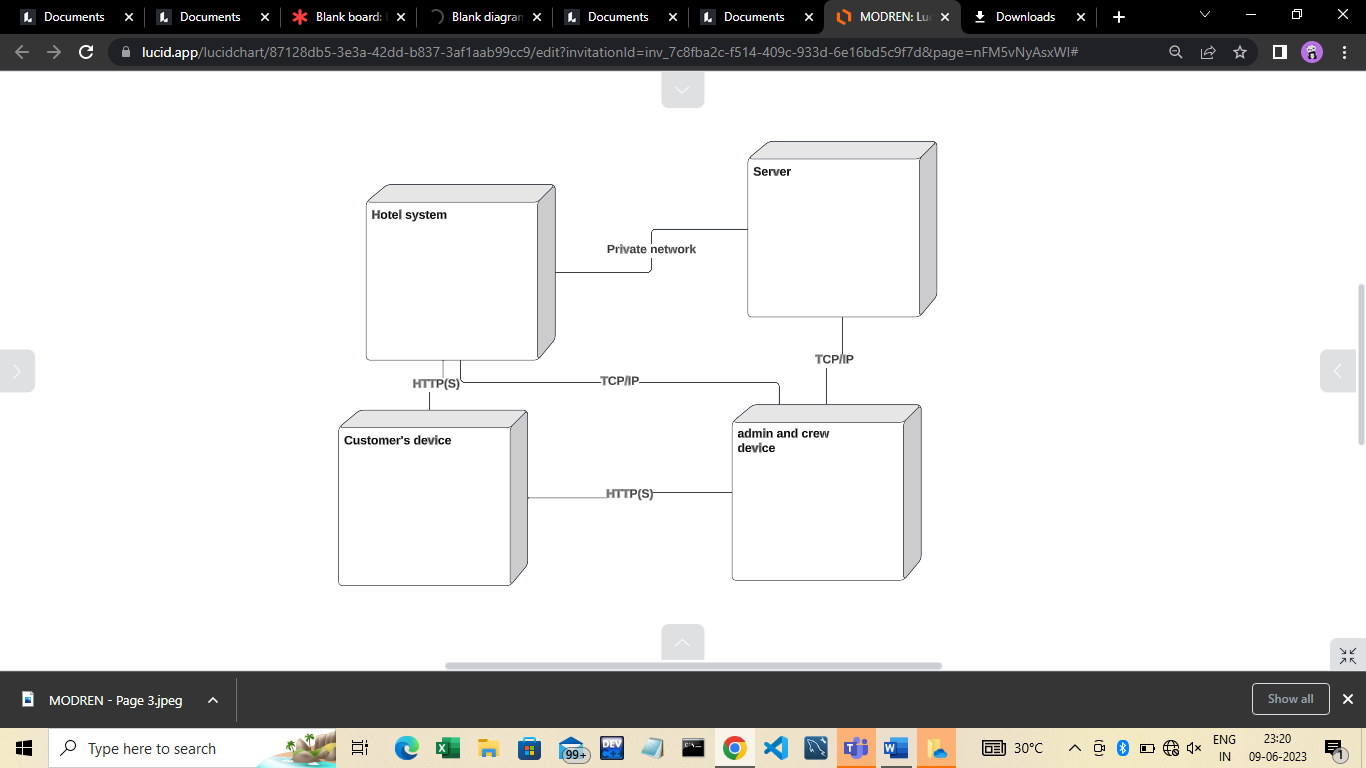 Documents
Documents
Blank board:
Blank diagran
Documents
Documents
MODREN: Luc
Downloads
lucid.app/lucidchart/87128db5-3e3a-42dd-b837-3af1aab99cc9/edit?invitationId=inv_7c8fba2c-f514-409c-933d-6e16bd5c9f7d&page=nFM5vNyAsxWI#
Server
Hotel system
Private network
TCP/IP
HTTP(S)
TCP/IP
Customer's device
admin and crew
device
HTTP(S)
MODREN - Page 3.jpeg
Show all
Type here to search
99+
DEV
30°C
ENG
IN
23:20
09-06-2023
1